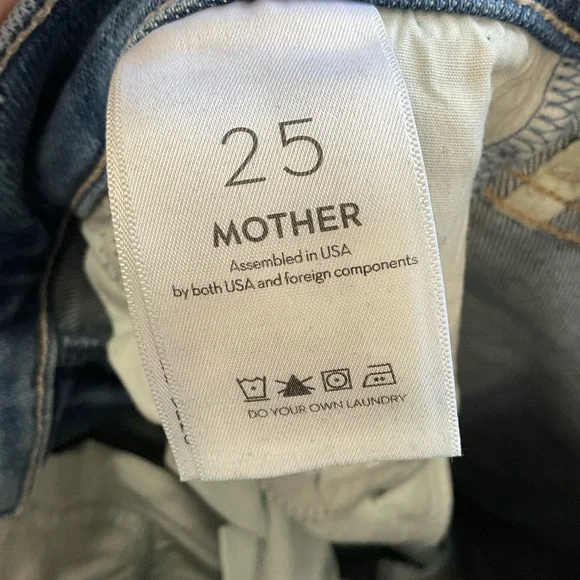 25
MOTHER
Assembled in USA
by both USA and foreign components
DO YOUR OWN LAUNDRY